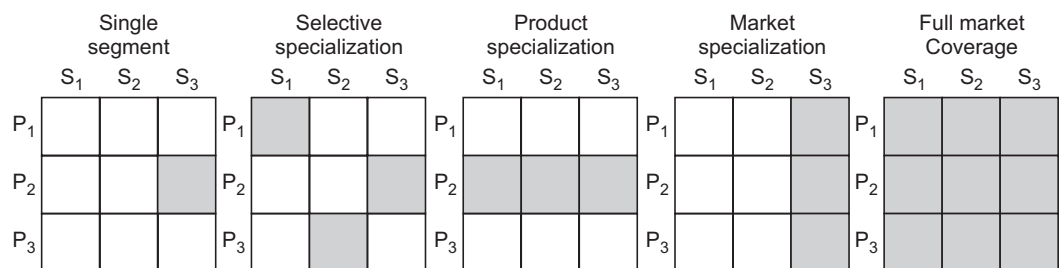 Single
segment
Selective
specialization
Product
specialization
Market
specialization
Full market
Coverage
S₁ S₂ S₃ S₁ S₂ S₃ S₁ S₂ S₃ S₁ S₂ S₃ S₁ S₂ S₃
P₁ P₁ P₁ P₁ P₁
P₂ P₂ P₂ P₂ P₂
P₃ P₃ P₃ P₃ P₃